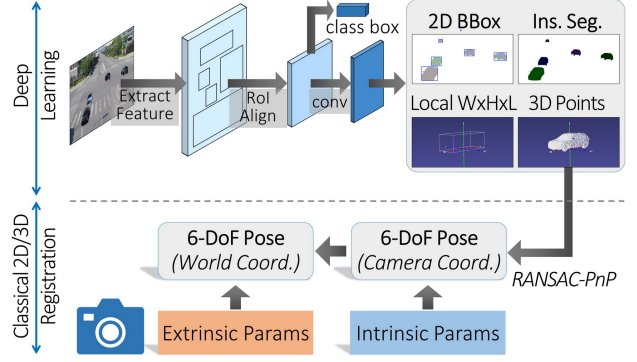 Deep
Learning
Extract
Feature
RoI
Align
conv
class box
2D BBox
Ins. Seg.
Local WxHxL
3D Points
Classical 2D/3D
Registration
6-DoF Pose
(World Coord.)
6-DoF Pose
(Camera Coord.)
RANSAC-PnP
Extrinsic Params
Intrinsic Params